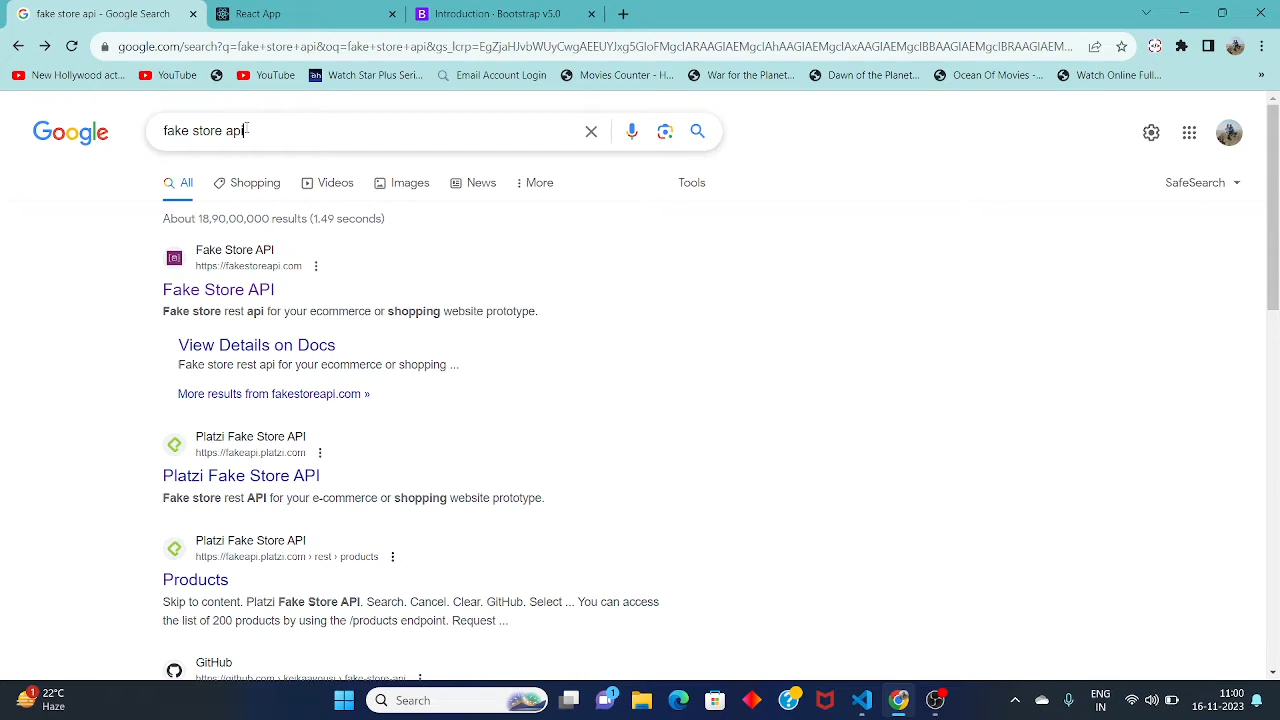 fake store api - Google Search
React App
Introduction · Bootstrap v5.0
google.com/search?q=fake+store+api&oq=fake+store+api&gs_lcrp=EgZjaHJvbWUyCwgAEEUYJxg5GIoFMgcIARAAGIAEMgcIAhAAGIAEMgcIAxAAGIAEMgcIBBAAGIAEMgcIBRAAGIAEM...
New Hollywood act...
YouTube
YouTube
Watch Star Plus Seri...
Email Account Login
Movies Counter - H...
War for the Planet...
Dawn of the Planet...
Ocean Of Movies -...
Watch Online Full...
»
Google
fake store api
All
Shopping
Videos
Images
News
More
Tools
SafeSearch
About 18,90,00,000 results (1.49 seconds)
Fake Store API
https://fakestoreapi.com
Fake Store API
Fake store rest api for your ecommerce or shopping website prototype.
View Details on Docs
Fake store rest api for your ecommerce or shopping ...
More results from fakestoreapi.com »
Platzi Fake Store API
https://fakeapi.platzi.com
Platzi Fake Store API
Fake store rest API for your e-commerce or shopping website prototype.
Platzi Fake Store API
https://fakeapi.platzi.com › rest › products
Products
Skip to content. Platzi Fake Store API. Search. Cancel. Clear. GitHub. Select ... You can access
the list of 200 products by using the /products endpoint. Request ...
GitHub
https://github.com › keikaavousi › fake-store-api
1
22°C
Haze
Search
1
ENG
IN
11:00
16-11-2023